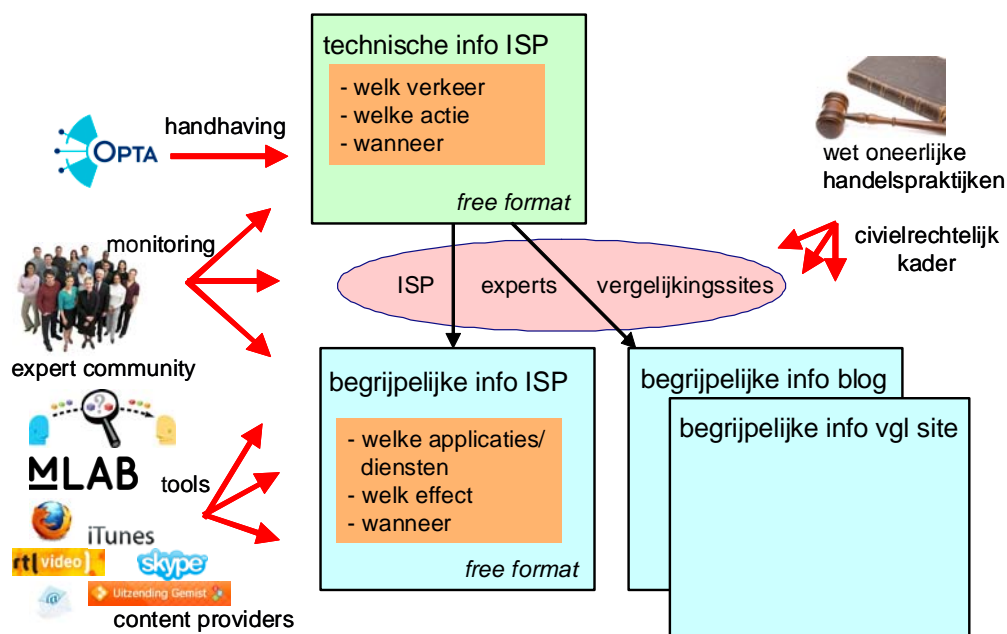 technische info ISP
- welk verkeer
- welke actie
- wanneer
free format
handhaving
OPTA
wet oneerlijke
handelspraktijken
civielrechtelijk
kader
monitoring
expert community
ISP experts vergelijkingssites
begrijpelijke info ISP
- welke applicaties/
diensten
- welk effect
- wanneer
free format
begrijpelijke info blog
begrijpelijke info vgl site
?
MLAB
tools
iTunes
rtl video
skype
@
Uitzending Gemist
content providers